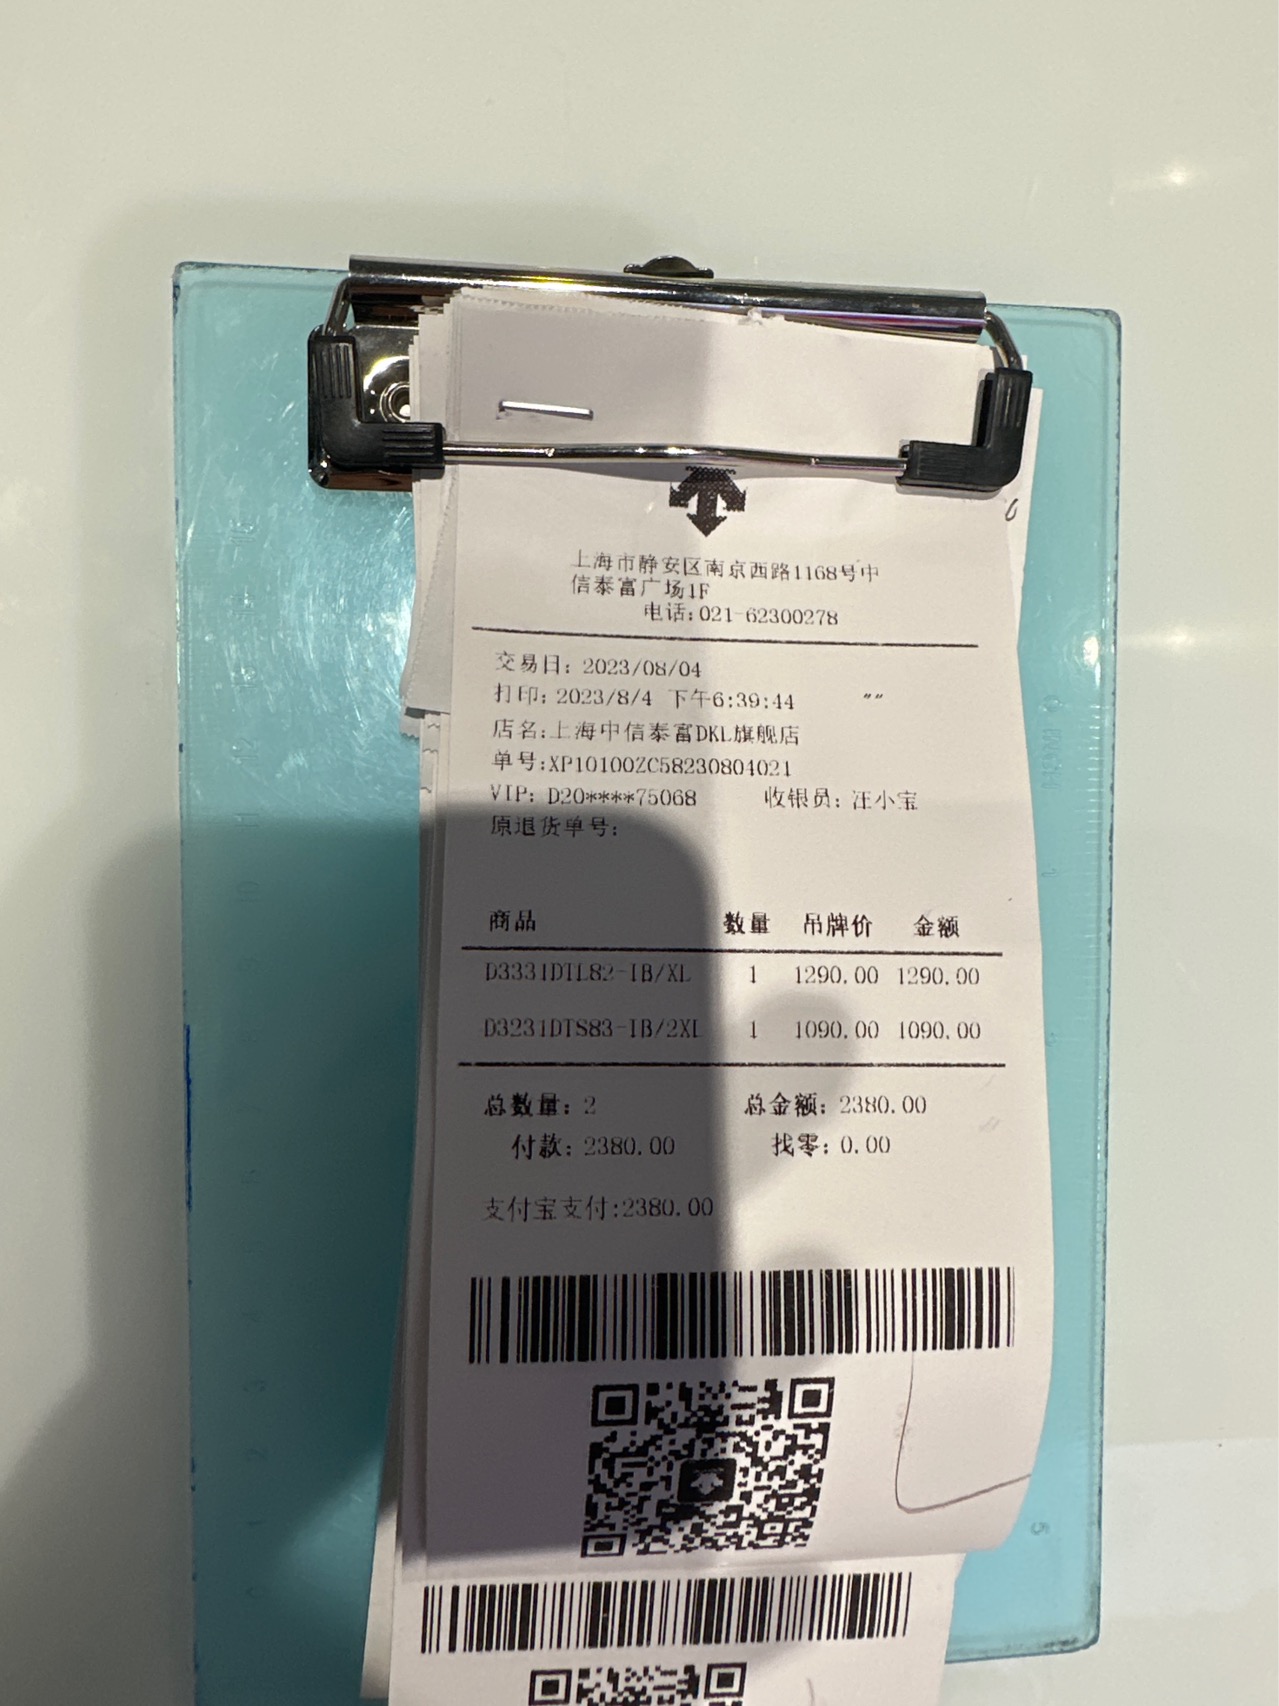 上海市静安区南京西路1168号中
信泰富广场1F
电话:021-62300278
交易日: 2023/08/04
打印: 2023/8/4 下午6:39:44 ""
店名:上海中信泰富DKL旗舰店
单号:XP10100ZC58230804021
VIP: D20****75068 收银员: 汪小宝
原退货单号:
商品 数量 吊牌价 金额
D3331DTL82-IB/XL 1 1290.00 1290.00
D3231DTS83-IB/2XL 1 1090.00 1090.00
总数量: 2 总金额: 2380.00
付款: 2380.00 找零: 0.00
支付宝支付:2380.00